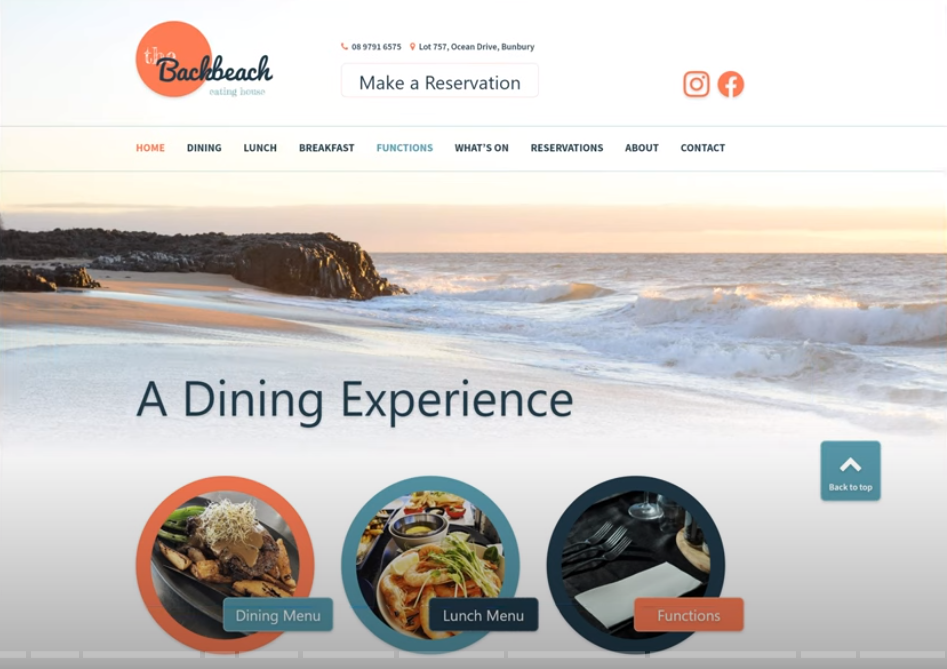 the
Backbeach
eating house
08 9791 6575 Lot 757, Ocean Drive, Bunbury
Make a Reservation
HOME DINING LUNCH BREAKFAST FUNCTIONS WHAT'S ON RESERVATIONS ABOUT CONTACT
A Dining Experience
Back to top
Dining Menu Lunch Menu Functions